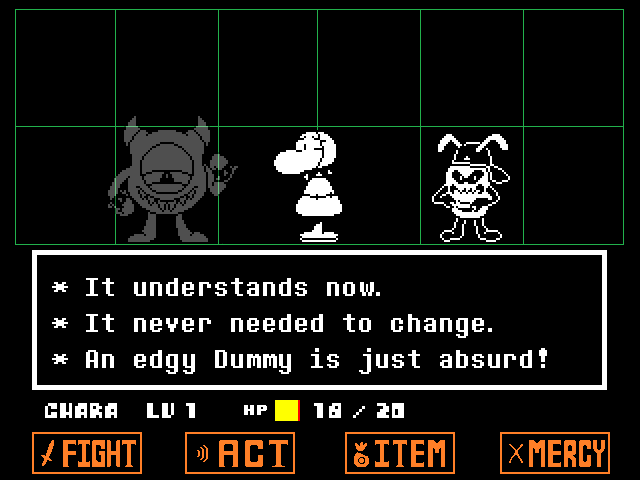 * It understands now.
* It never needed to change.
* An edgy Dummy is just absurd!
CHARA LV 1 HP 18 / 20
FIGHT ACT ITEM MERCY